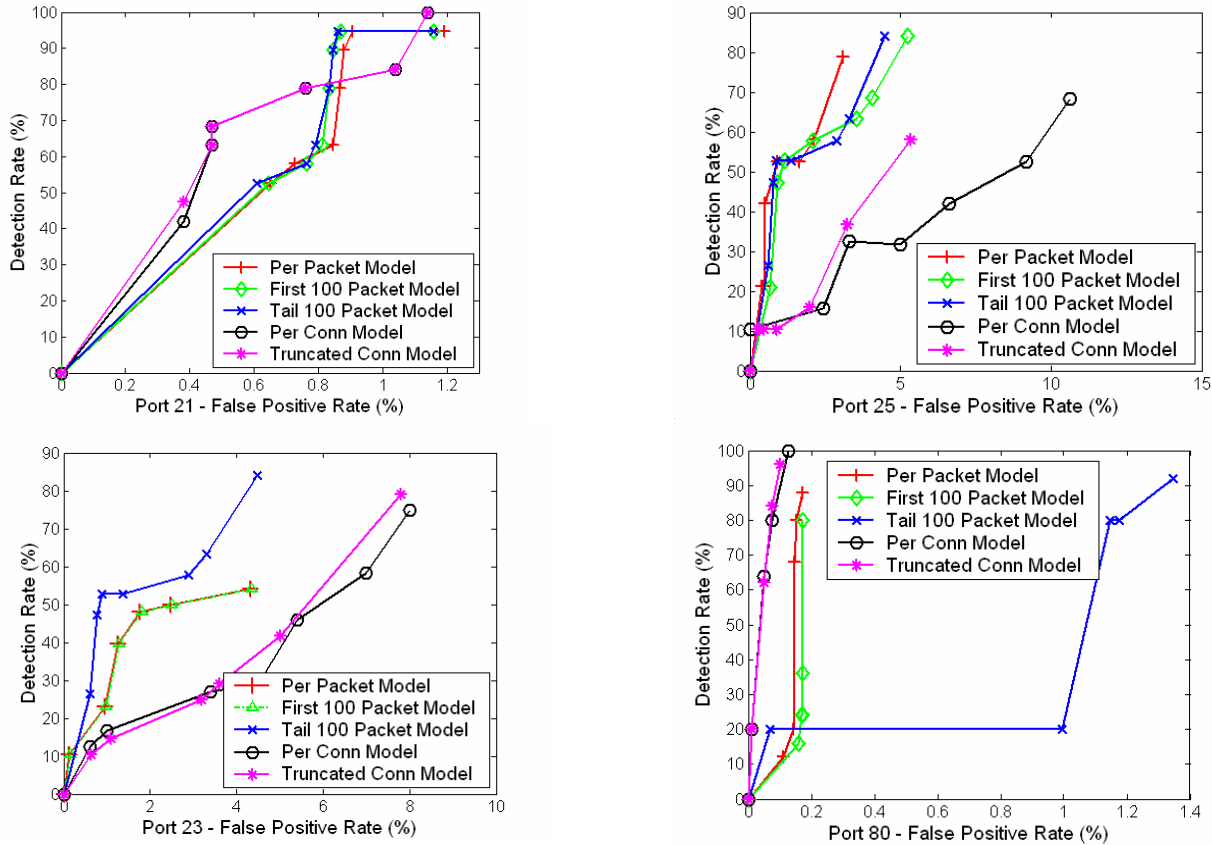 100
90
80
70
60
50
40
30
20
10
0
Detection Rate (%)
Per Packet Model
First 100 Packet Model
Tail 100 Packet Model
Per Conn Model
Truncated Conn Model
0 0.2 0.4 0.6 0.8 1 1.2
Port 21 - False Positive Rate (%)
90
80
70
60
50
40
30
20
10
0
Detection Rate (%)
Per Packet Model
First 100 Packet Model
Tail 100 Packet Model
Per Conn Model
Truncated Conn Model
0 5 10 15
Port 25 - False Positive Rate (%)
90
80
70
60
50
40
30
20
10
0
Detection Rate (%)
Per Packet Model
First 100 Packet Model
Tail 100 Packet Model
Per Conn Model
Truncated Conn Model
0 2 4 6 8 10
Port 23 - False Positive Rate (%)
100
90
80
70
60
50
40
30
20
10
0
Detection Rate (%)
Per Packet Model
First 100 Packet Model
Tail 100 Packet Model
Per Conn Model
Truncated Conn Model
0 0.2 0.4 0.6 0.8 1 1.2 1.4
Port 80 - False Positive Rate (%)